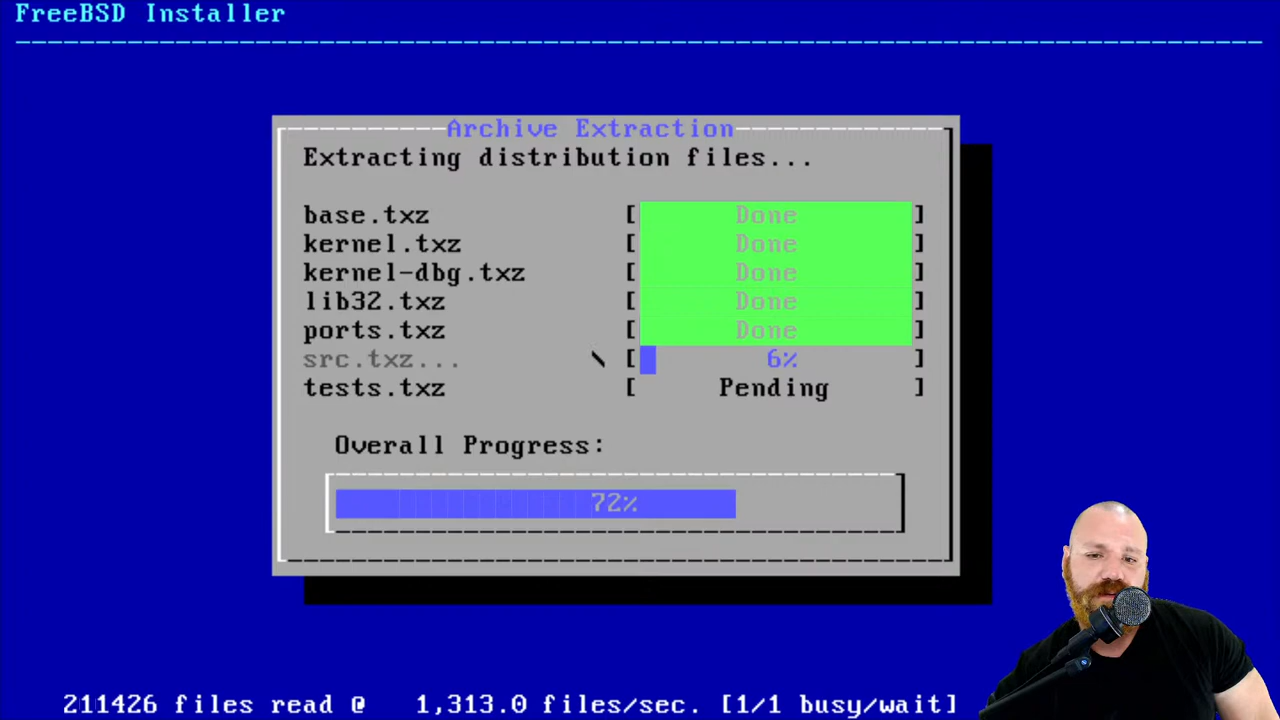 FreeBSD Installer
Archive Extraction
Extracting distribution files...
base.txz [ Done ]
kernel.txz [ Done ]
kernel-dbg.txz [ Done ]
lib32.txz [ Done ]
ports.txz [ Done ]
src.txz... \ [ 6% ]
tests.txz [ Pending ]
Overall Progress:
72%
211426 files read @ 1,313.0 files/sec. [1/1 busy/wait]